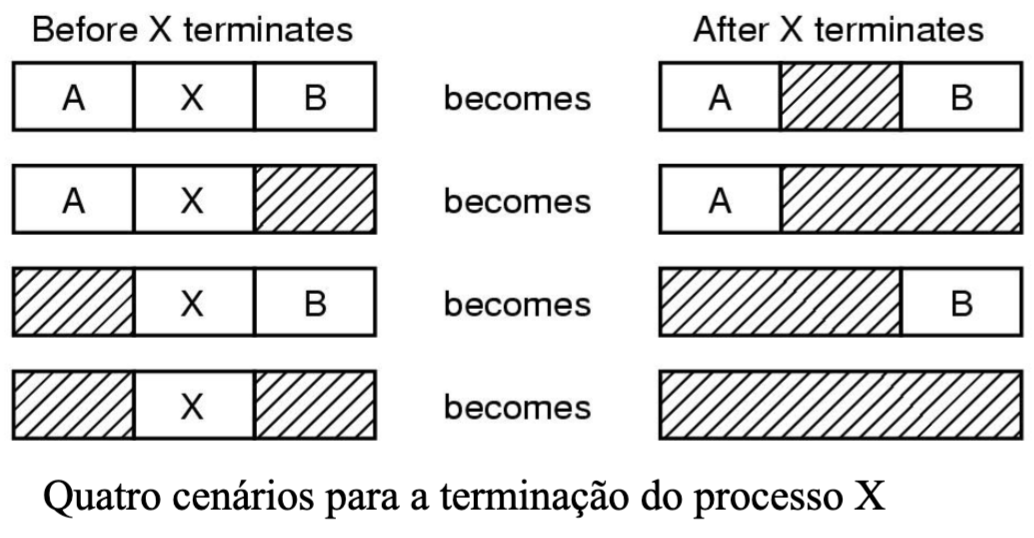 Before X terminates After X terminates
A X B becomes A B
A X becomes A
X B becomes B
X becomes
Quatro cenários para a terminação do processo X